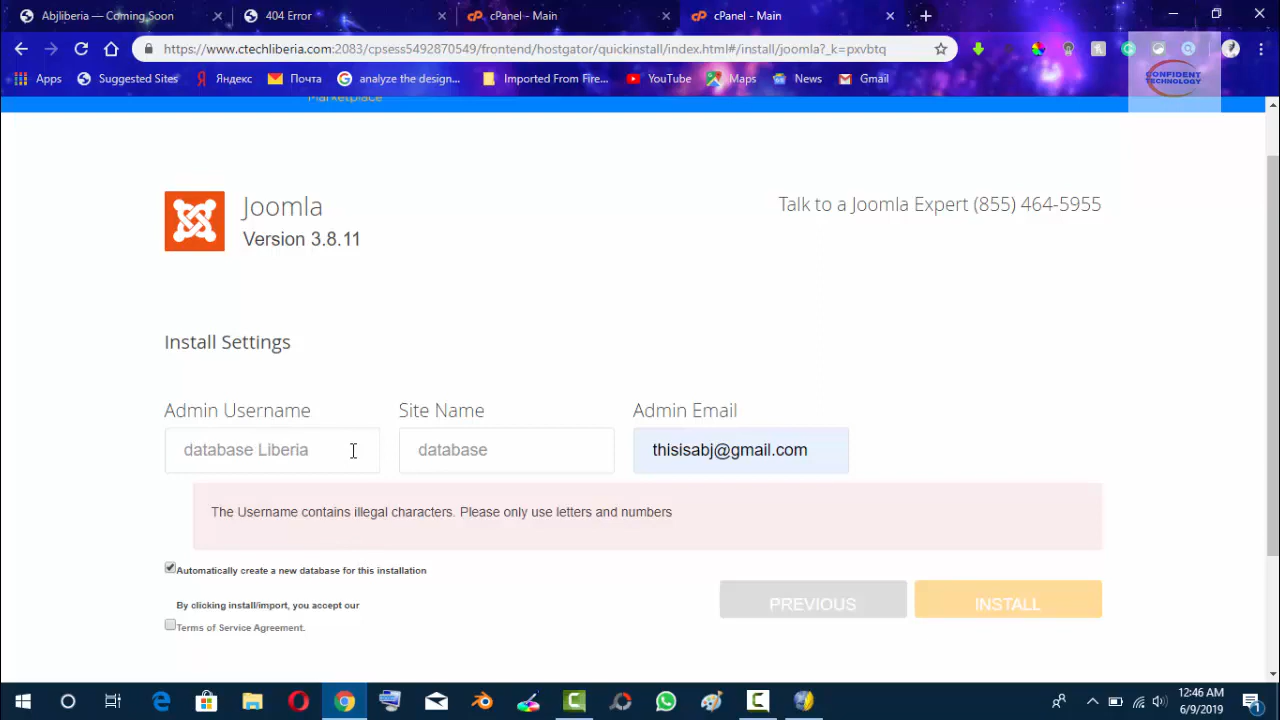 Abjliberia — Coming Soon
404 Error
cPanel - Main
cPanel - Main
https://www.ctechliberia.com:2083/cpsess5492870549/frontend/hostgator/quickinstall/index.html#/install/joomla?_k=pxvbtq
Apps
Suggested Sites
Яндекс
Почта
analyze the design...
Imported From Fire...
YouTube
Maps
News
Gmail
CONFIDENT
TECHNOLOGY
Marketplace
Joomla
Version 3.8.11
Talk to a Joomla Expert (855) 464-5955
Install Settings
Admin Username
Site Name
Admin Email
database Liberia
database
thisisabj@gmail.com
The Username contains illegal characters. Please only use letters and numbers
Automatically create a new database for this installation
By clicking install/import, you accept our
Terms of Service Agreement.
PREVIOUS
INSTALL
12:46 AM
6/9/2019